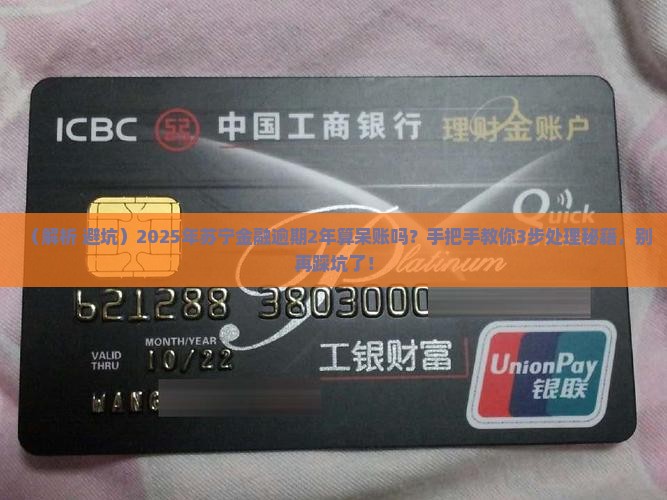 ICBC 中国工商银行 理财金账户
Quick
（解析 避坑）2025年苏宁金融逾期2年算呆账吗？手把手教你3步处理秘籍，别
再踩坑了！
Platinum
621288 3803000
MONTH/YEAR
VALID THRU 10/22
工银财富
UnionPay
银联
WANG